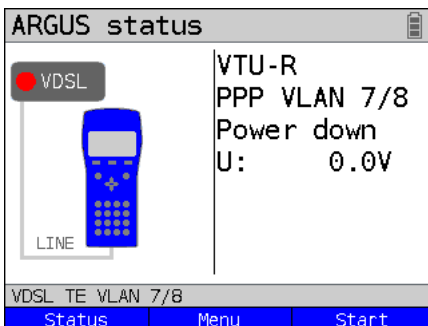 ARGUS status
VDSL
VTU-R
PPP VLAN 7/8
Power down
U: 0.0V
LINE
VDSL TE VLAN 7/8
Status Menu Start